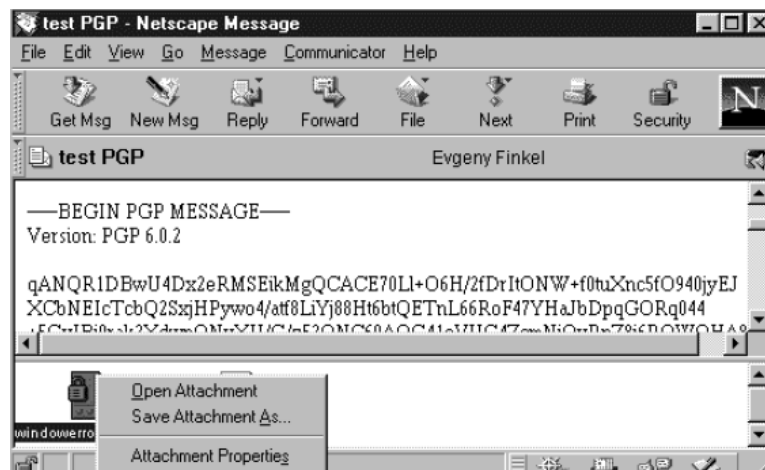 test PGP - Netscape Message
File Edit View Go Message Communicator Help
Get Msg New Msg Reply Forward File Next Print Security
N
test PGP Evgeny Finkel
-----BEGIN PGP MESSAGE-----
Version: PGP 6.0.2
qANQR1DBwU4Dx2eRMSEikMgQCACE70Ll+O6H/2fDrItONW+f0tuXnc5fO940jyEJ
XCbNEIcTcbQ2SxjHPywo4/atf8LiYj88Ht6btQETnL66RoF47YHaJbDpqGORq044
windowerro
Open Attachment
Save Attachment As...
Attachment Properties